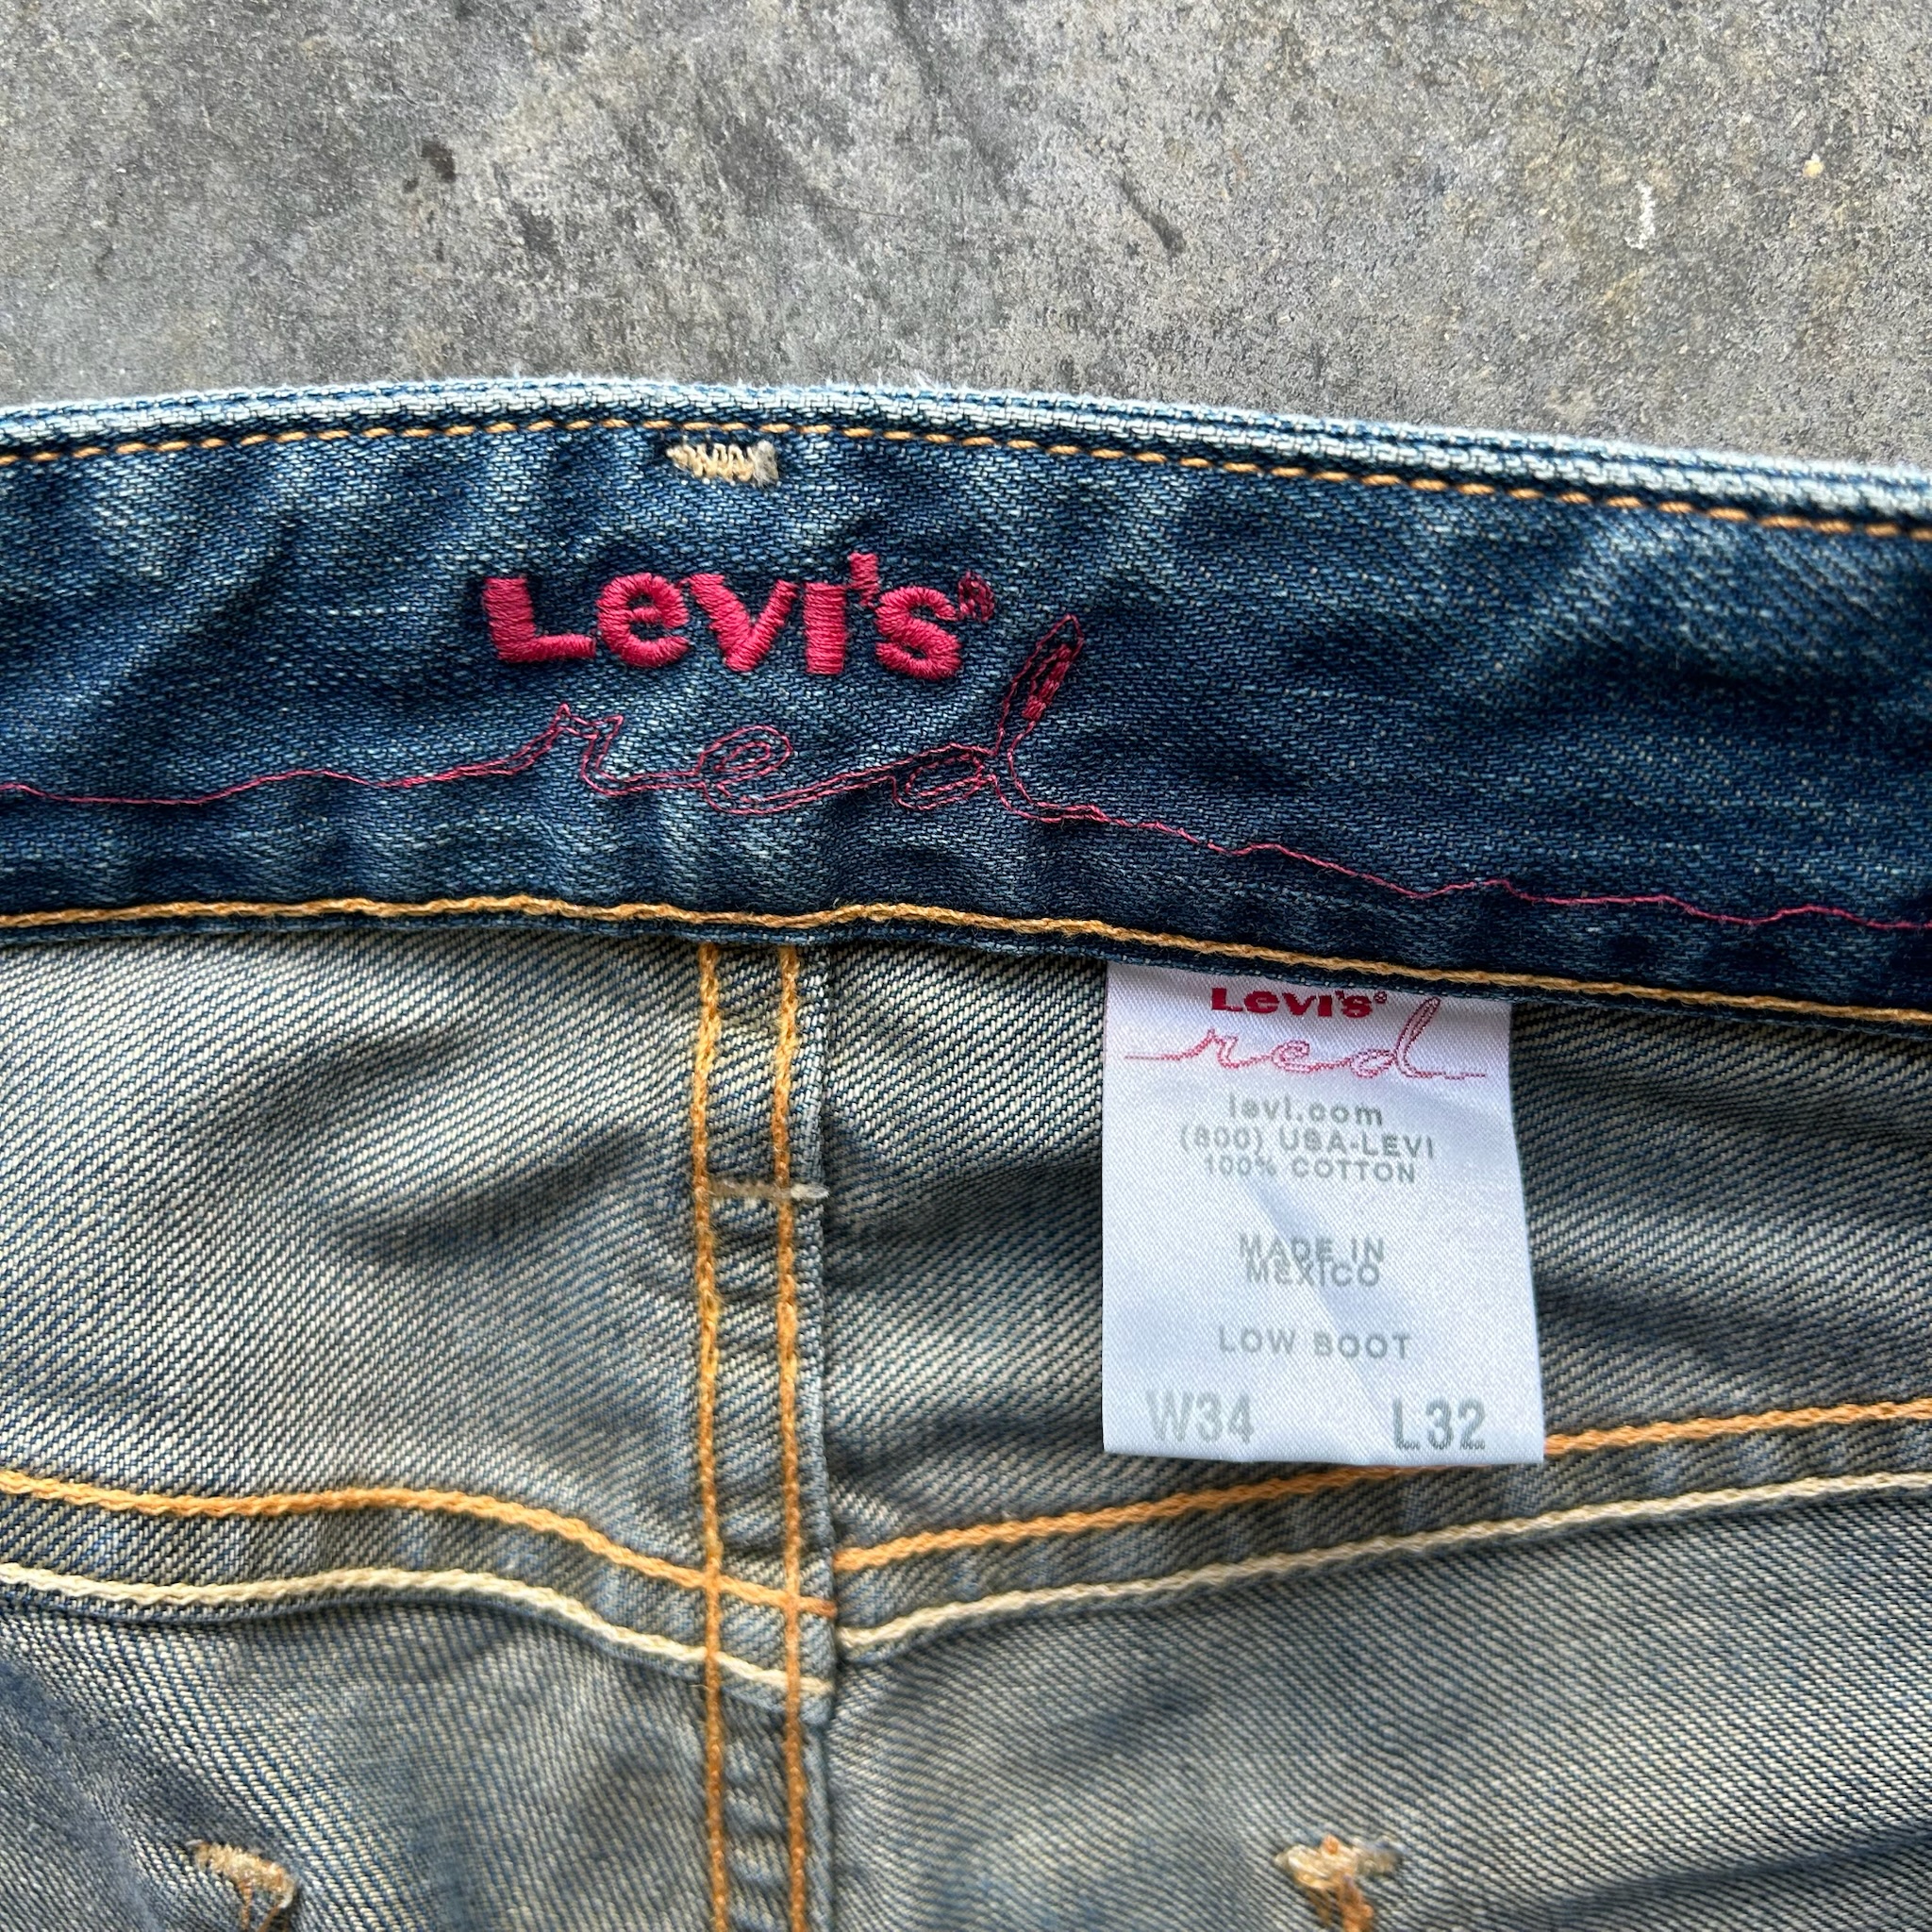 Levi's®
red
Levi's®
red
levi.com
(800) USA-LEVI
100% COTTON
MADE IN
MEXICO
LOW BOOT
W34 L32